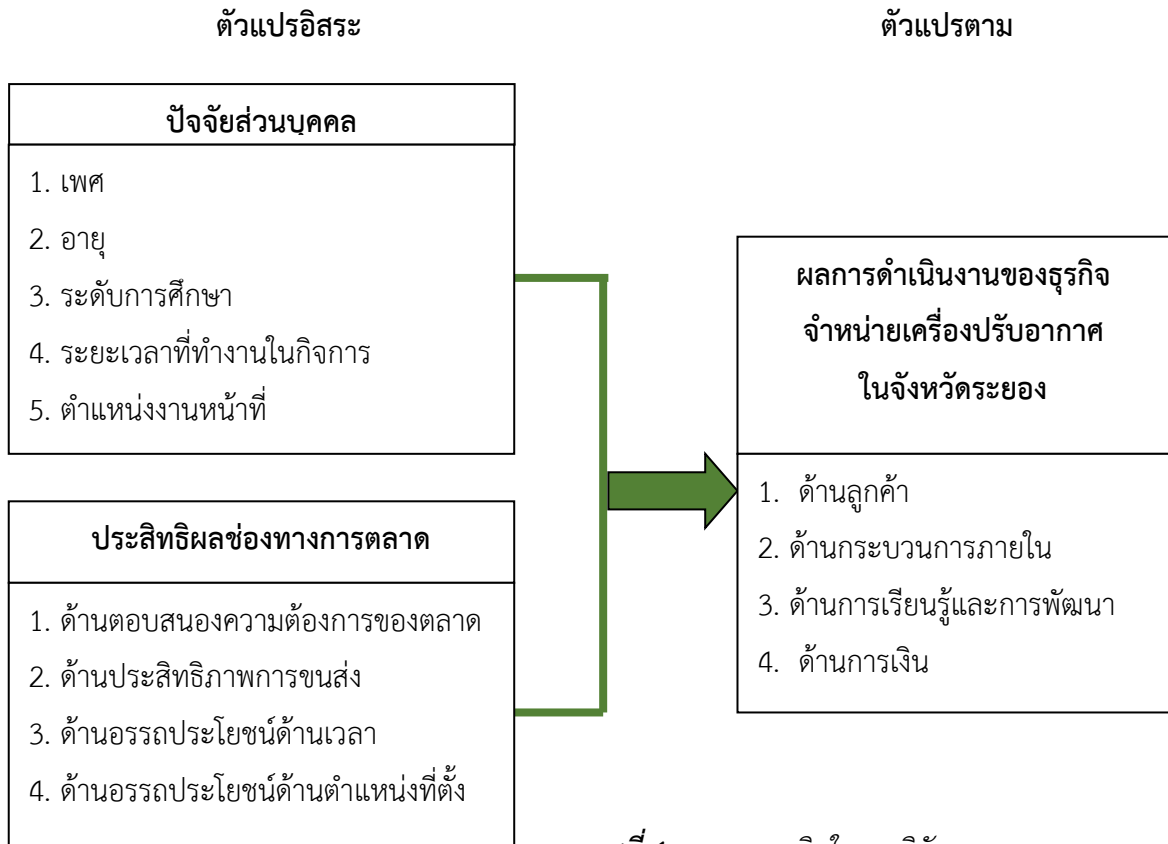 ตัวแปรอิสระ
ตัวแปรตาม
ปัจจัยส่วนบุคคล
1. เพศ
2. อายุ
3. ระดับการศึกษา
4. ระยะเวลาที่ทำงานในกิจการ
5. ตำแหน่งงานหน้าที่
ประสิทธิผลช่องทางการตลาด
1. ด้านตอบสนองความต้องการของตลาด
2. ด้านประสิทธิภาพการขนส่ง
3. ด้านอรรถประโยชน์ด้านเวลา
4. ด้านอรรถประโยชน์ด้านตำแหน่งที่ตั้ง
ผลการดำเนินงานของธุรกิจ
จำหน่ายเครื่องปรับอากาศ
ในจังหวัดระยอง
1. ด้านลูกค้า
2. ด้านกระบวนการภายใน
3. ด้านการเรียนรู้และการพัฒนา
4. ด้านการเงิน